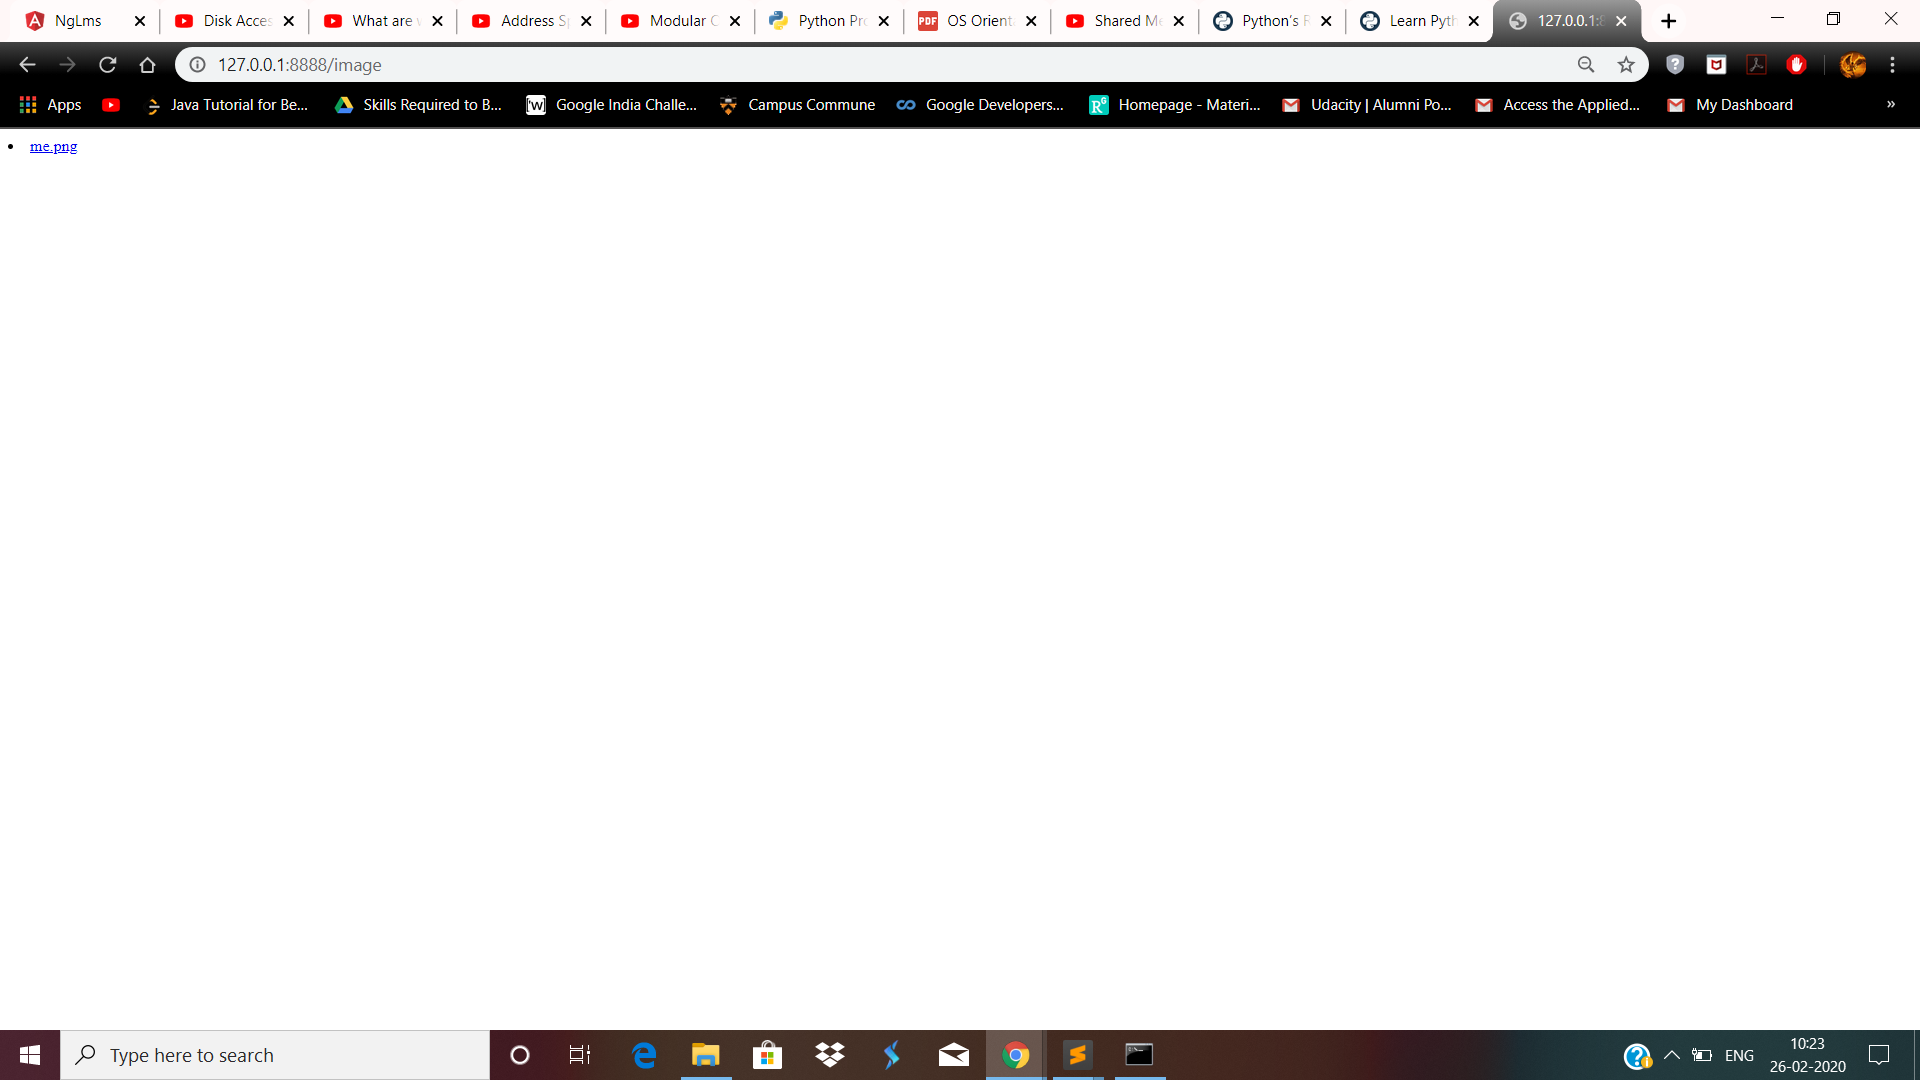 NgLms
Disk Acces
What are
Address S
Modular
Python Pr
PDF OS Orient
Shared Me
Python's
Learn Pyth
127.0.0.1:8
127.0.0.1:8888/image
Apps
Java Tutorial for Be...
Skills Required to B...
Google India Challe...
Campus Commune
Google Developers...
Homepage - Materi...
Udacity | Alumni Po...
Access the Applied...
My Dashboard
»
• me.png
Type here to search
ENG
10:23
26-02-2020